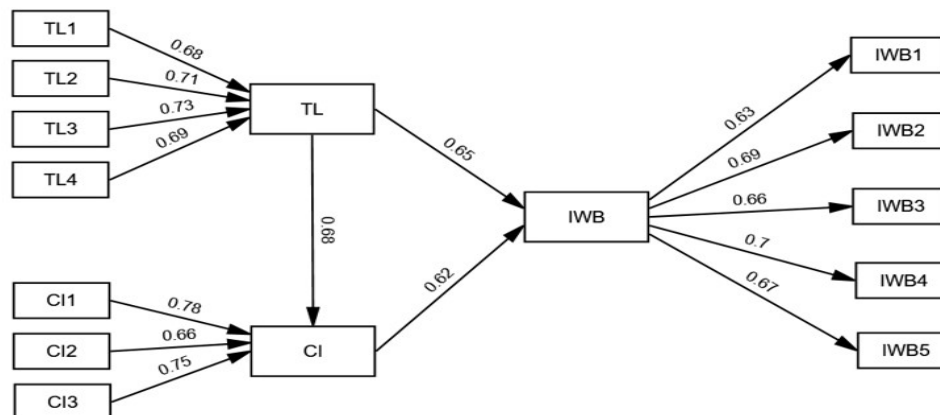 TL1
TL2
TL3
TL4
0.68
0.71
0.73
0.69
TL
0.65
0.68
CI1
CI2
CI3
0.78
0.66
0.75
CI
0.62
IWB
0.63
0.69
0.66
0.7
0.67
IWB1
IWB2
IWB3
IWB4
IWB5